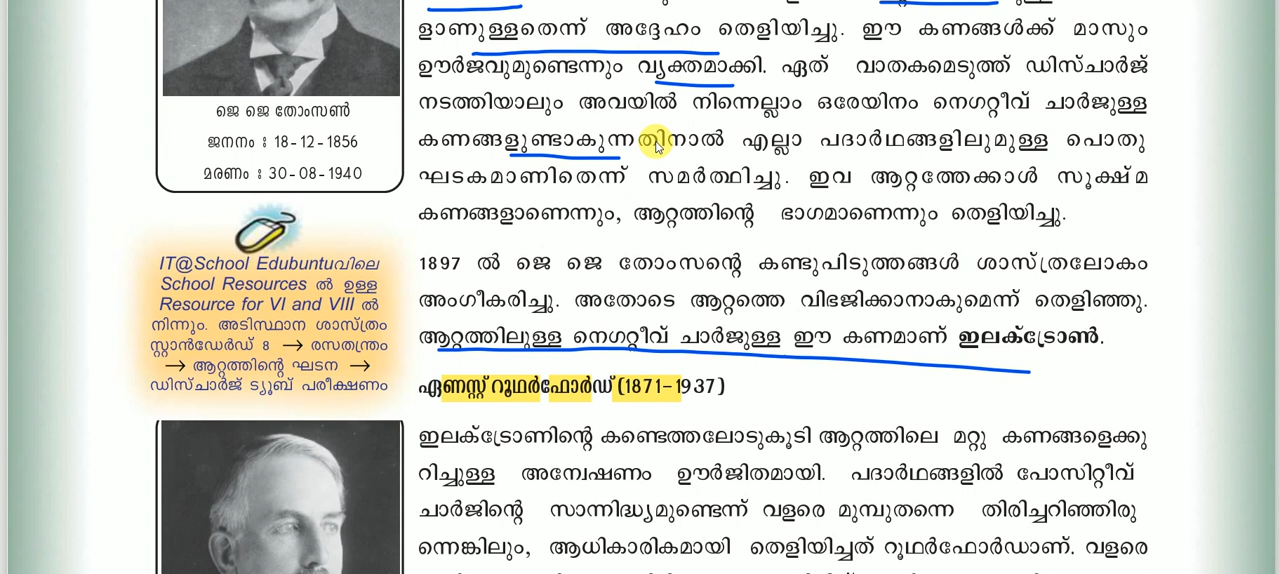 ജെ ജെ തോംസൺ
ജനനം : 18-12-1856
മരണം : 30-08-1940
IT@School Edubuntuവിലെ
School Resources ൽ ഉള്ള
Resource for VI and VIII ൽ
നിന്നും. അടിസ്ഥാന ശാസ്ത്രം
സ്റ്റാൻഡേർഡ് 8 → രസതന്ത്രം
→ ആറ്റത്തിന്റെ ഘടന →
ഡിസ്ചാർജ് ട്യൂബ് പരീക്ഷണം
ളാണുള്ളതെന്ന് അദ്ദേഹം തെളിയിച്ചു. ഈ കണങ്ങൾക്ക് മാസും
ഊർജവുമുണ്ടെന്നും വ്യക്തമാക്കി. ഏത് വാതകമെടുത്ത് ഡിസ്ചാർജ്
നടത്തിയാലും അവയിൽ നിന്നെല്ലാം ഒരേയിനം നെഗറ്റീവ് ചാർജുള്ള
കണങ്ങളുണ്ടാകുന്നതിനാൽ എല്ലാ പദാർഥങ്ങളിലുമുള്ള പൊതു
ഘടകമാണിതെന്ന് സമർത്ഥിച്ചു. ഇവ ആറ്റത്തേക്കാൾ സൂക്ഷ്മ
കണങ്ങളാണെന്നും, ആറ്റത്തിന്റെ ഭാഗമാണെന്നും തെളിയിച്ചു.
1897 ൽ ജെ ജെ തോംസന്റെ കണ്ടുപിടുത്തങ്ങൾ ശാസ്ത്രലോകം
അംഗീകരിച്ചു. അതോടെ ആറ്റത്തെ വിഭജിക്കാനാകുമെന്ന് തെളിഞ്ഞു.
ആറ്റത്തിലുള്ള നെഗറ്റീവ് ചാർജുള്ള ഈ കണമാണ് ഇലക്ട്രോൺ.
ഏണസ്റ്റ് റൂഥർഫോർഡ് (1871-1937)
ഇലക്ട്രോണിന്റെ കണ്ടെത്തലോടുകൂടി ആറ്റത്തിലെ മറ്റു കണങ്ങളെക്കു
റിച്ചുള്ള അന്വേഷണം ഊർജിതമായി. പദാർഥങ്ങളിൽ പോസിറ്റീവ്
ചാർജിന്റെ സാന്നിദ്ധ്യമുണ്ടെന്ന് വളരെ മുമ്പുതന്നെ തിരിച്ചറിഞ്ഞിരു
ന്നെങ്കിലും, ആധികാരികമായി തെളിയിച്ചത് റൂഥർഫോർഡാണ്. വളരെ